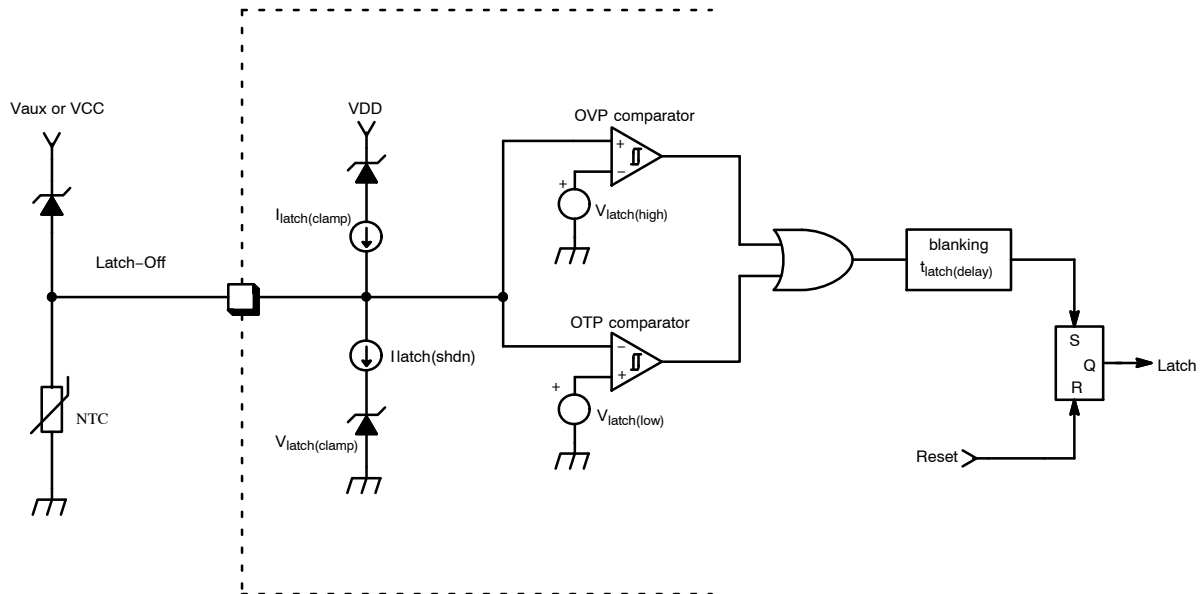 Vaux or VCC
VDD
OVP comparator
+
−
+
Ilatch(clamp)
Vlatch(high)
Latch−Off
blanking
tlatch(delay)
OTP comparator
−
+
+
Ilatch(shdn)
S
Q
R
Latch
NTC
Vlatch(clamp)
Vlatch(low)
Reset